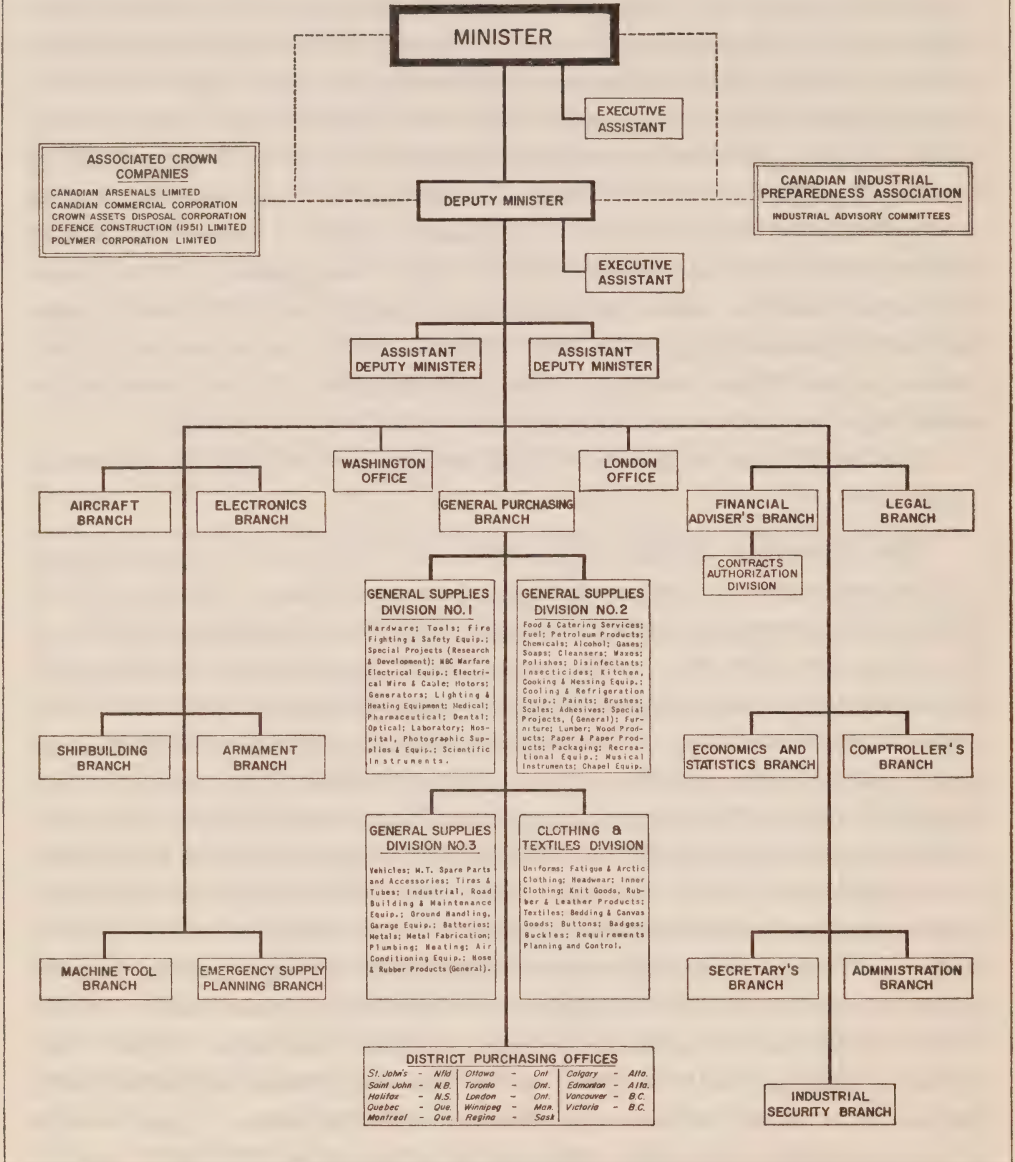 MINISTER
EXECUTIVE
ASSISTANT
ASSOCIATED CROWN
COMPANIES
CANADIAN ARSENALS LIMITED
CANADIAN COMMERCIAL CORPORATION
CROWN ASSETS DISPOSAL CORPORATION
DEFENCE CONSTRUCTION (1951) LIMITED
POLYMER CORPORATION LIMITED
DEPUTY MINISTER
CANADIAN INDUSTRIAL
PREPAREDNESS ASSOCIATION
INDUSTRIAL ADVISORY COMMITTEES
EXECUTIVE
ASSISTANT
ASSISTANT
DEPUTY MINISTER
ASSISTANT
DEPUTY MINISTER
WASHINGTON
OFFICE
LONDON
OFFICE
AIRCRAFT
BRANCH
ELECTRONICS
BRANCH
GENERAL PURCHASING
BRANCH
FINANCIAL
ADVISER'S BRANCH
LEGAL
BRANCH
CONTRACTS
AUTHORIZATION
DIVISION
GENERAL SUPPLIES
DIVISION NO.1
Hardware; Tools; Fire
Fighting & Safety Equip.;
Special Projects (Research
& Development); NBC Warfare
Electrical Equip.; Electri-
cal Wire & Cable; Motors;
Generators; Lighting &
Heating Equipment; Medical;
Pharmaceutical; Dental;
Optical; Laboratory; Hos-
pital, Photographic Sup-
plies & Equip.; Scientific
Instruments.
GENERAL SUPPLIES
DIVISION NO.2
Food & Catering Services;
Fuel; Petroleum Products;
Chemicals; Alcohol; Gases;
Soaps; Cleansers; Waxes;
Polishes; Disinfectants;
Insecticides; Kitchen,
Cooking & Messing Equip.;
Cooling & Refrigeration
Equip.; Paints; Brushes;
Scales; Adhesives; Special
Projects, (General); Fur-
niture; Lumber; Wood Prod-
ucts; Paper & Paper Prod-
ucts; Packaging; Recrea-
tional Equip.; Musical
Instruments; Chapel Equip.
SHIPBUILDING
BRANCH
ARMAMENT
BRANCH
ECONOMICS AND
STATISTICS BRANCH
COMPTROLLER'S
BRANCH
GENERAL SUPPLIES
DIVISION NO.3
Vehicles; M.T. Spare Parts
and Accessories; Tires &
Tubes; Industrial, Road
Building & Maintenance
Equip.; Ground Handling,
Garage Equip.; Batteries;
Metals; Metal Fabrication;
Plumbing; Heating; Air
Conditioning Equip.; Hose
& Rubber Products (General).
CLOTHING &
TEXTILES DIVISION
Uniforms; Fatigue & Arctic
Clothing; Headwear; Inner
Clothing; Knit Goods, Rub-
ber & Leather Products;
Textiles; Bedding & Canvas
Goods; Buttons; Badges;
Buckles; Requirements
Planning and Control.
MACHINE TOOL
BRANCH
EMERGENCY SUPPLY
PLANNING BRANCH
SECRETARY'S
BRANCH
ADMINISTRATION
BRANCH
DISTRICT PURCHASING OFFICES
St. John's - Nfld
Saint John - N.B.
Halifax - N.S.
Quebec - Que.
Montreal - Que.
Ottawa - Ont
Toronto - Ont.
London - Ont.
Winnipeg - Man.
Regina - Sask
Calgary - Alta.
Edmonton - Alta.
Vancouver - B.C.
Victoria - B.C.
INDUSTRIAL
SECURITY BRANCH